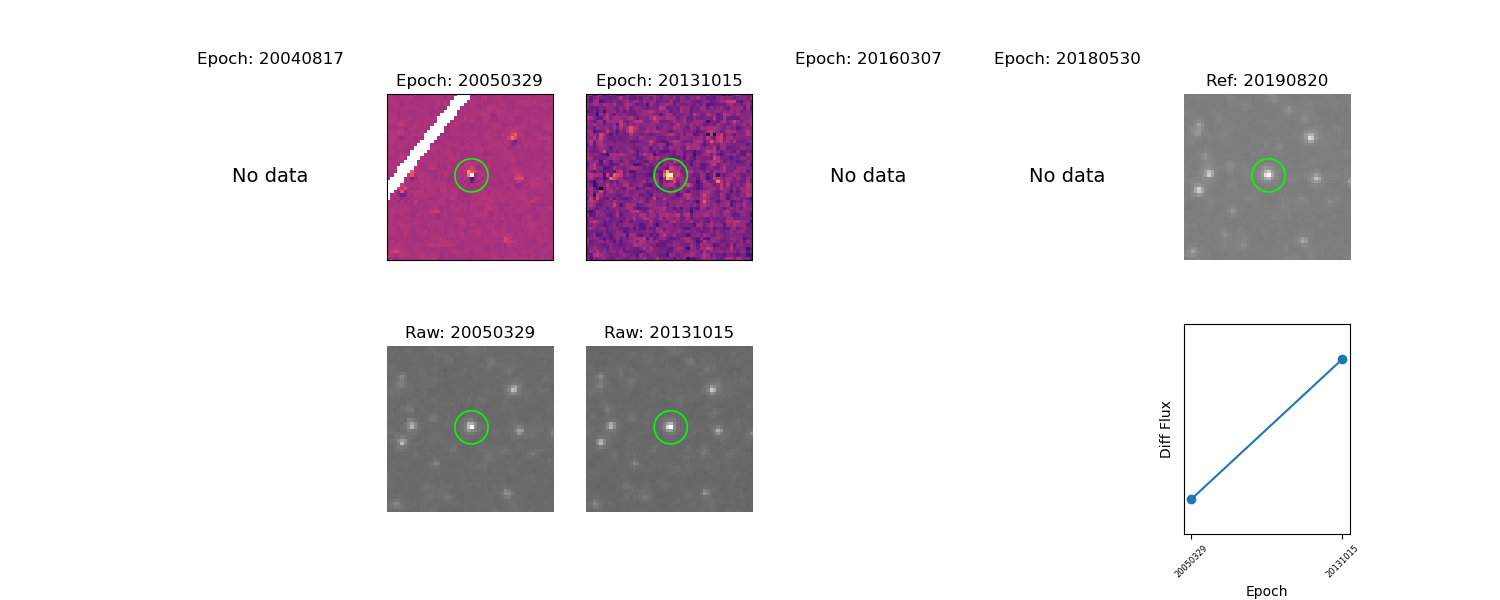 Epoch: 20040817
Epoch: 20050329
Epoch: 20131015
Epoch: 20160307
Epoch: 20180530
Ref: 20190820
No data
No data
No data
Raw: 20050329
Raw: 20131015
Diff Flux
20050329
20131015
Epoch